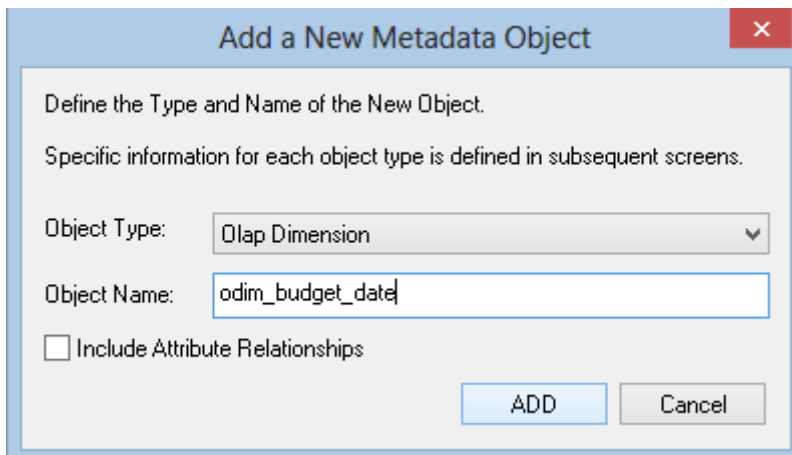 Add a New Metadata Object
Define the Type and Name of the New Object.
Specific information for each object type is defined in subsequent screens.
Object Type: Olap Dimension
Object Name: odim_budget_date
Include Attribute Relationships
ADD Cancel